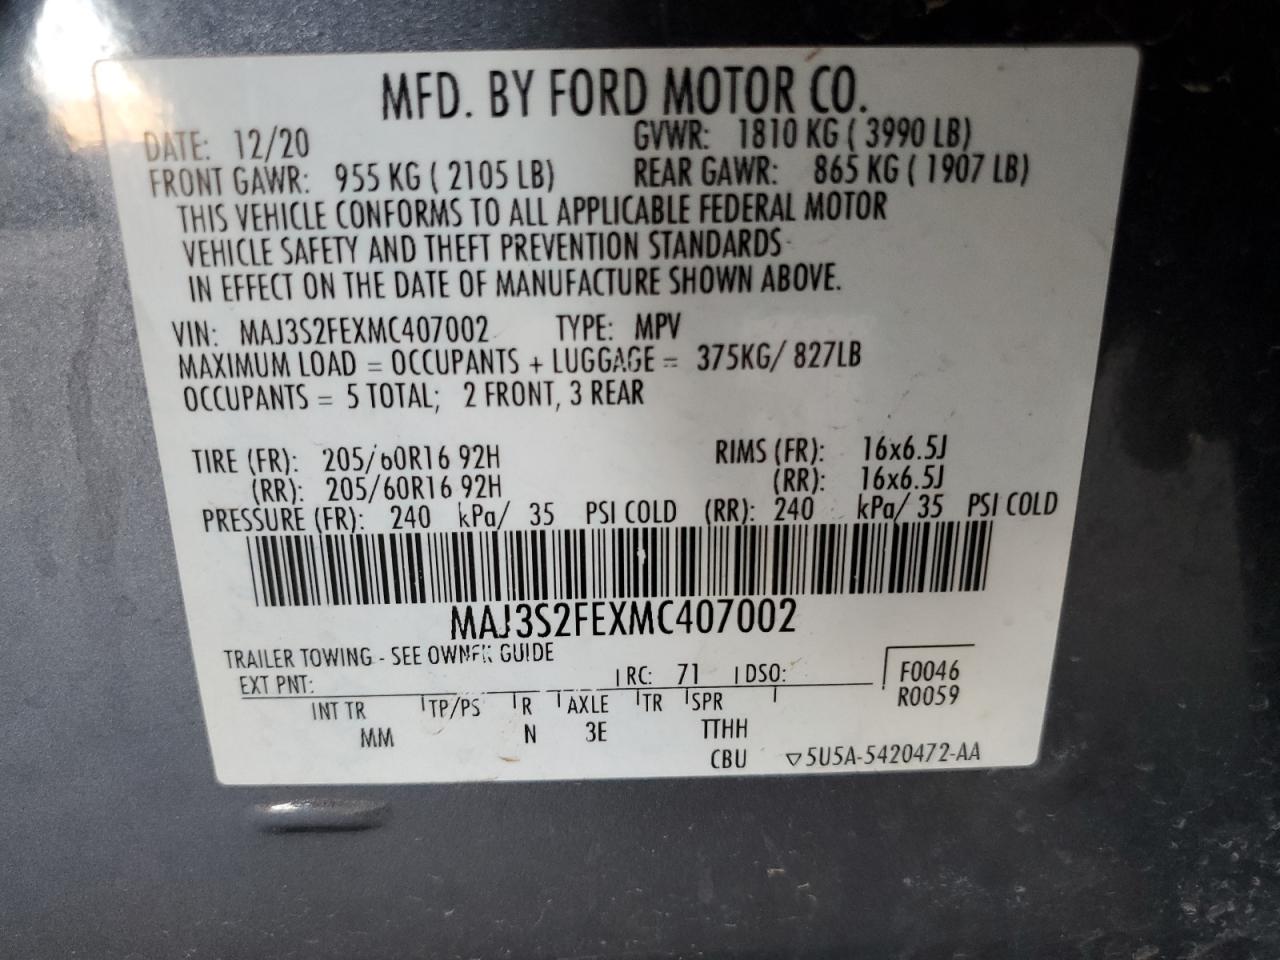 MFD. BY FORD MOTOR CO.
DATE: 12/20 GVWR: 1810 KG ( 3990 LB)
FRONT GAWR: 955 KG ( 2105 LB) REAR GAWR: 865 KG ( 1907 LB)
THIS VEHICLE CONFORMS TO ALL APPLICABLE FEDERAL MOTOR
VEHICLE SAFETY AND THEFT PREVENTION STANDARDS
IN EFFECT ON THE DATE OF MANUFACTURE SHOWN ABOVE.
VIN: MAJ3S2FEXMC407002 TYPE: MPV
MAXIMUM LOAD = OCCUPANTS + LUGGAGE = 375KG/ 827LB
OCCUPANTS = 5 TOTAL; 2 FRONT, 3 REAR
TIRE (FR): 205/60R16 92H RIMS (FR): 16x6.5J
(RR): 205/60R16 92H (RR): 16x6.5J
PRESSURE (FR): 240 kPa/ 35 PSI COLD (RR): 240 kPa/ 35 PSI COLD
MAJ3S2FEXMC407002
TRAILER TOWING - SEE OWNER GUIDE
EXT PNT: RC: 71 DSO: F0046
R0059
INT TR TP/PS R AXLE TR SPR
MM N 3E TTHH
CBU ▽5U5A-5420472-AA